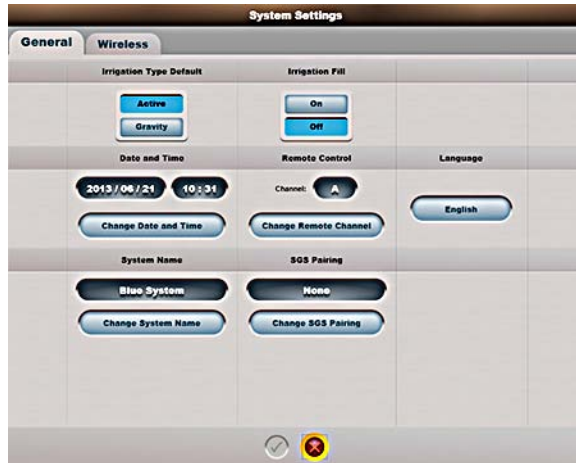 System Settings
General
Wireless
Irrigation Type Default
Irrigation Fill
Active
On
Gravity
Off
Date and Time
Remote Control
Language
2013 / 06 / 21
10 : 31
Channel:
A
English
Change Date and Time
Change Remote Channel
System Name
SGS Pairing
Blue System
None
Change System Name
Change SGS Pairing